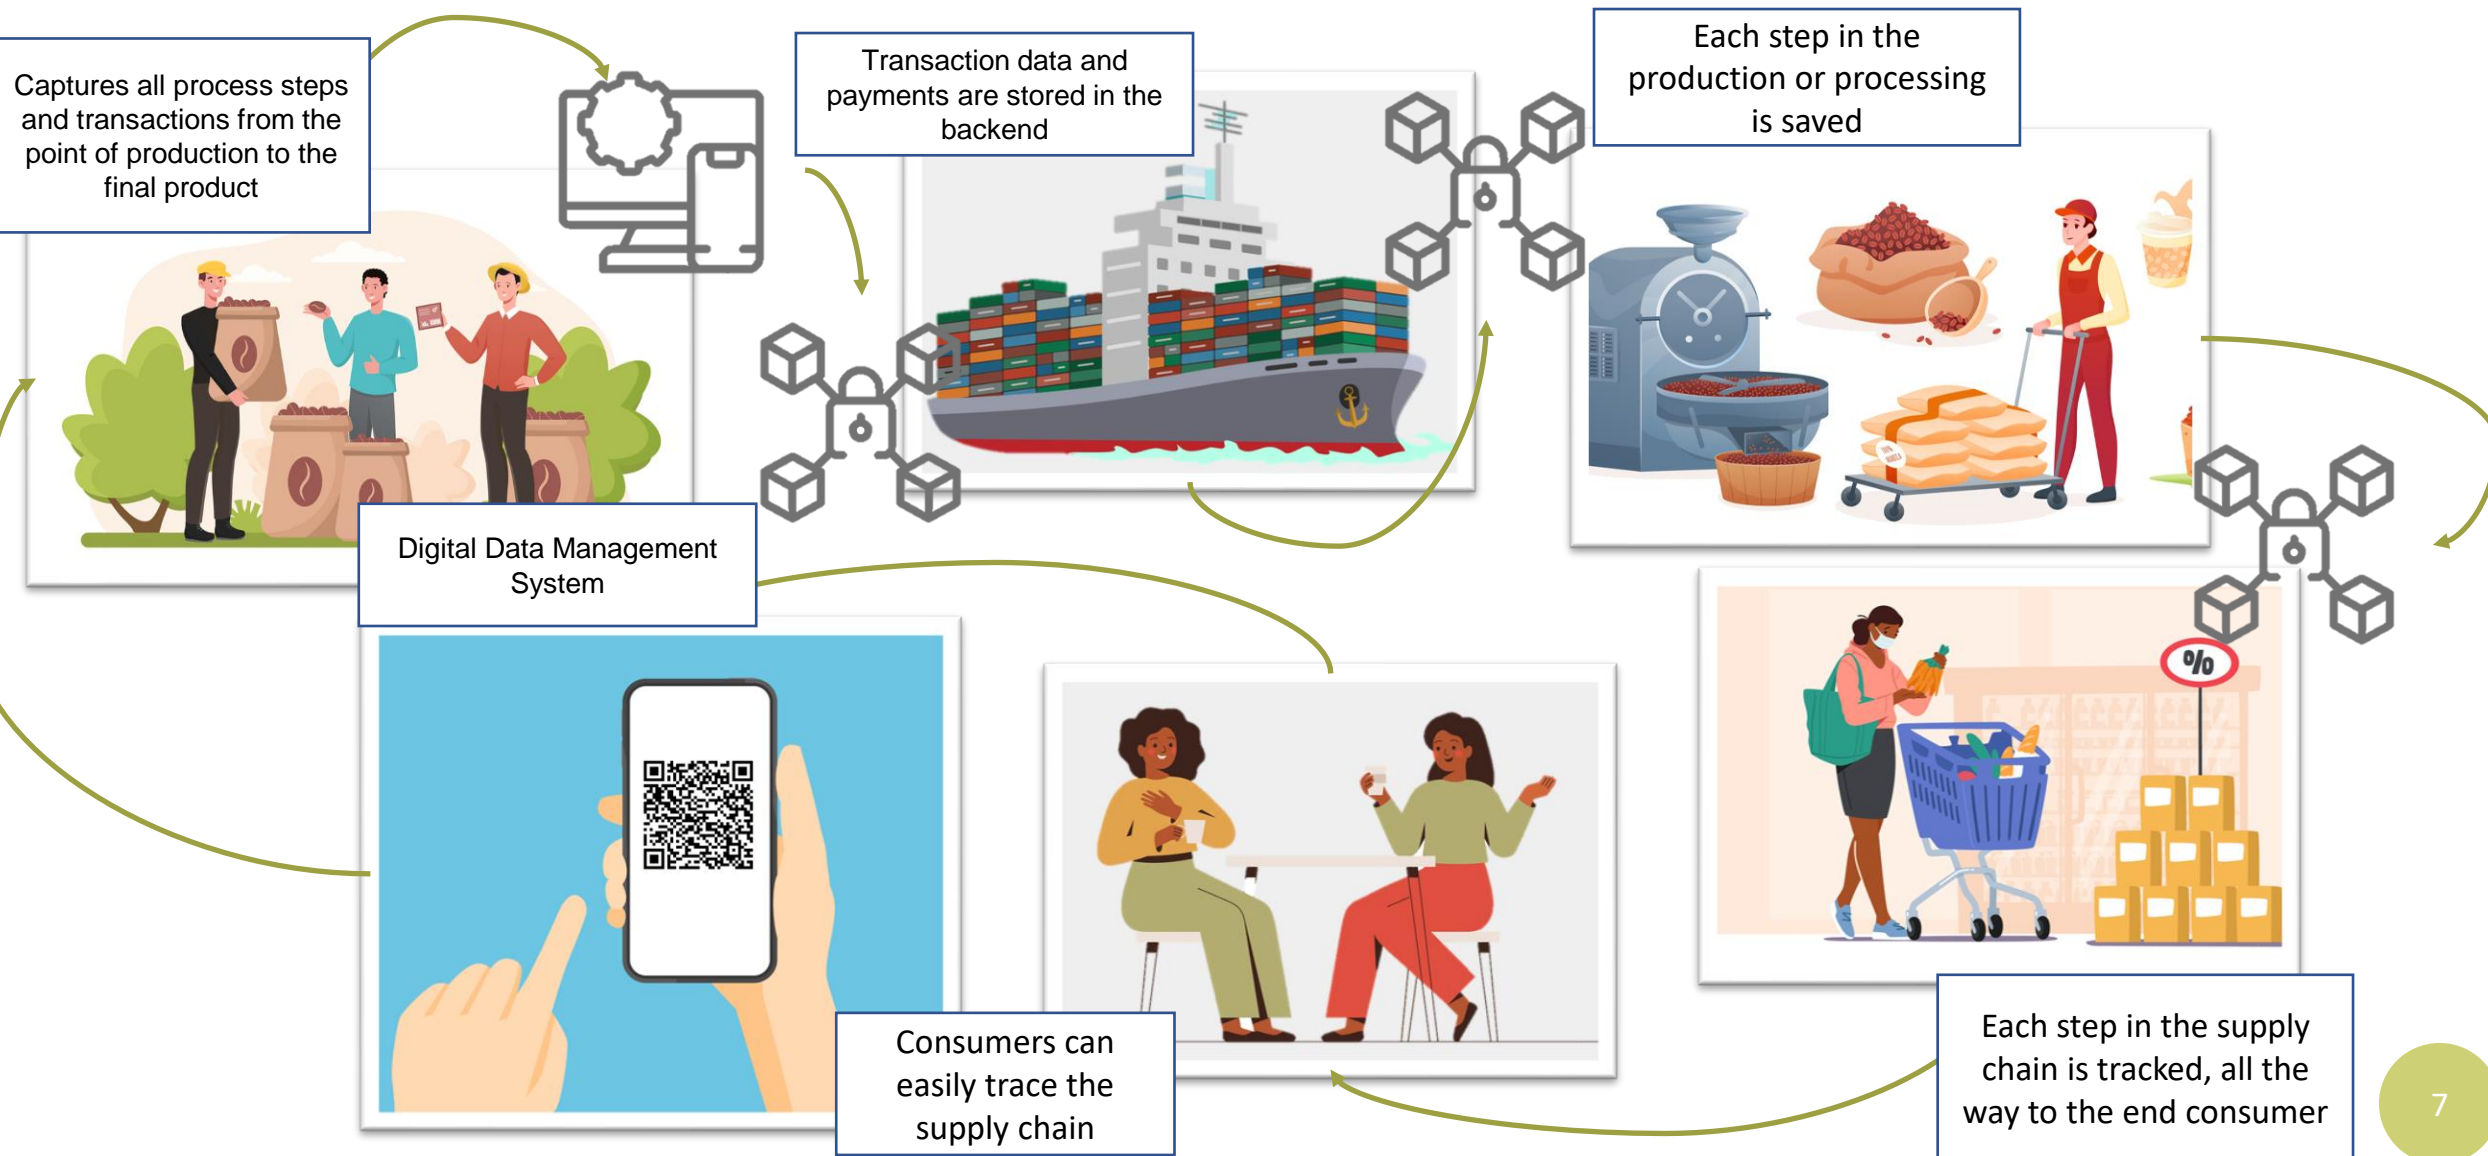 Captures all process steps
and transactions from the
point of production to the
final product
Transaction data and
payments are stored in the
backend
Each step in the
production or processing
is saved
Digital Data Management
System
%
Consumers can
easily trace the
supply chain
Each step in the supply
chain is tracked, all the
way to the end consumer
7